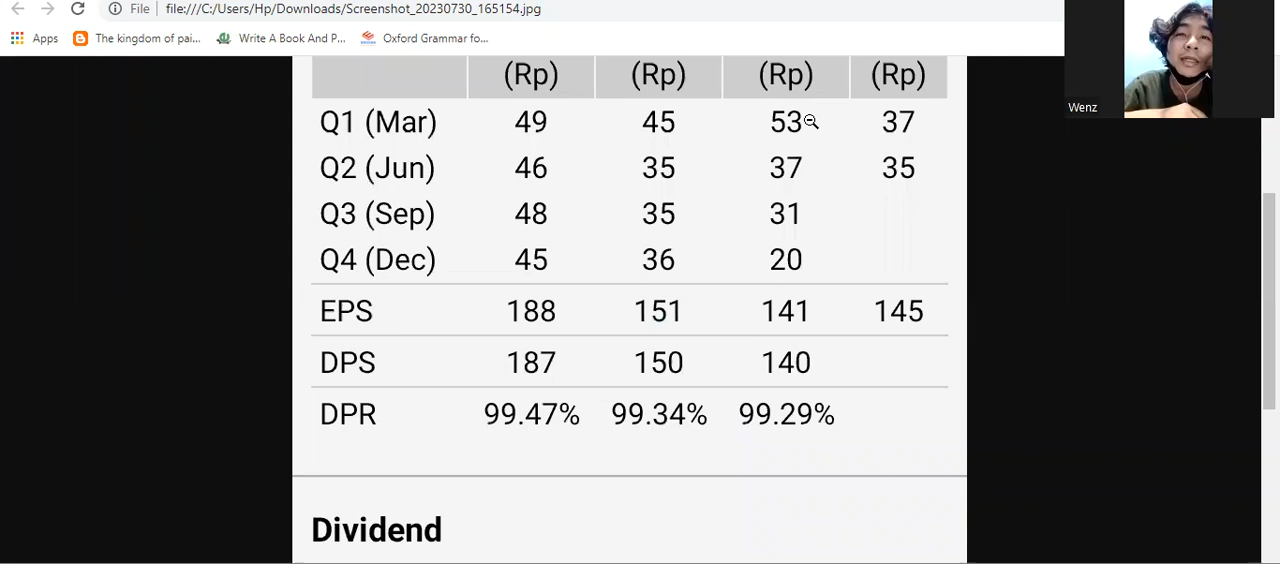 File file:///C:/Users/Hp/Downloads/Screenshot_20230730_165154.jpg
Apps The kingdom of pai... Write A Book And P... Oxford Grammar fo...
Wenz
(Rp) (Rp) (Rp) (Rp)
Q1 (Mar) 49 45 53 37
Q2 (Jun) 46 35 37 35
Q3 (Sep) 48 35 31
Q4 (Dec) 45 36 20
EPS 188 151 141 145
DPS 187 150 140
DPR 99.47% 99.34% 99.29%
Dividend